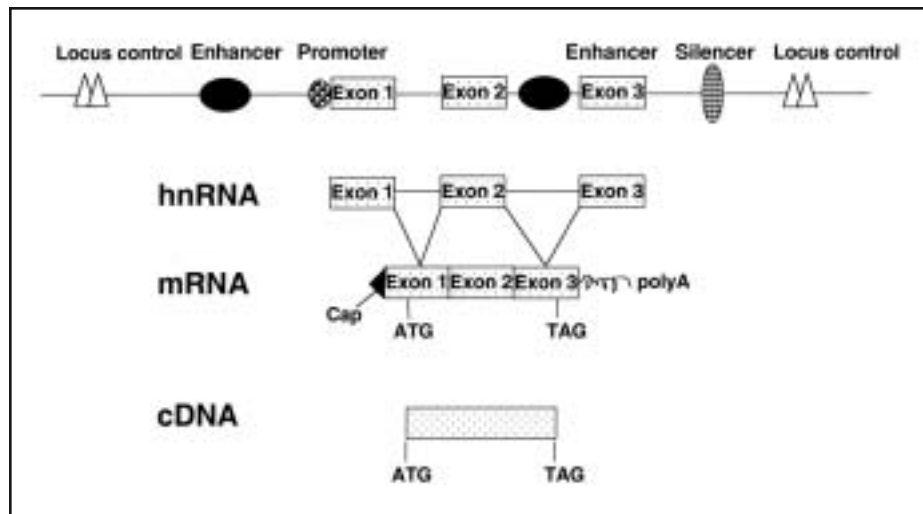 Locus control Enhancer Promoter Enhancer Silencer Locus control
Exon 1 Exon 2 Exon 3
hnRNA Exon 1 Exon 2 Exon 3
mRNA Exon 1 Exon 2 Exon 3 polyA
Cap
ATG TAG
cDNA
ATG TAG